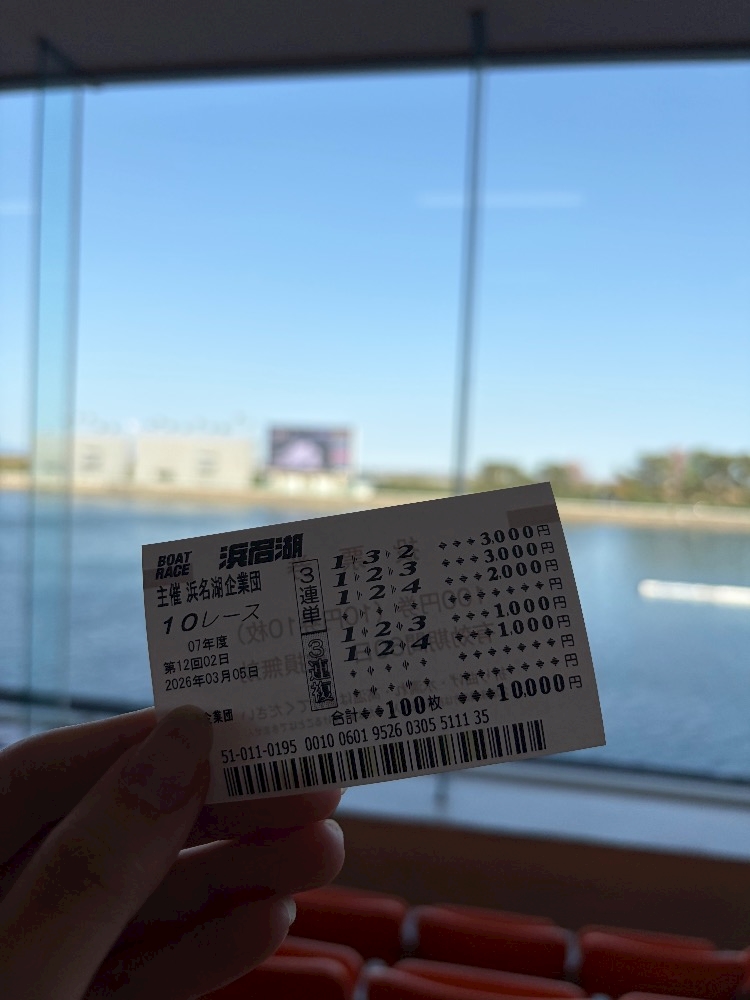 BOAT RACE 浜名湖
主催 浜名湖企業団
10レース
07年度
第12回02日
2026年03月05日
企業団
3連単
1-3-2 3,000円
1-2-3 3,000円
1-2-4 2,000円
3連複
1-2-3 1,000円
1-2-4 1,000円
合計 100枚 10,000円
51-011-0195 0010 0601 9526 0305 5111 35